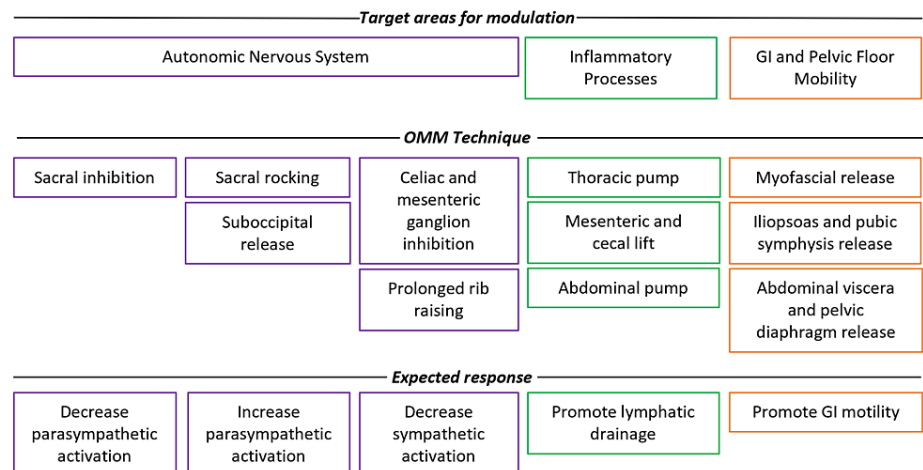 Target areas for modulation
Autonomic Nervous System
Inflammatory
Processes
GI and Pelvic Floor
Mobility
OMM Technique
Sacral inhibition
Sacral rocking
Suboccipital
release
Celiac and
mesenteric
ganglion
inhibition
Prolonged rib
raising
Thoracic pump
Mesenteric and
cecal lift
Abdominal pump
Myofascial release
Iliopsoas and pubic
symphysis release
Abdominal viscera
and pelvic
diaphragm release
Expected response
Decrease
parasympathetic
activation
Increase
parasympathetic
activation
Decrease
sympathetic
activation
Promote lymphatic
drainage
Promote GI motility